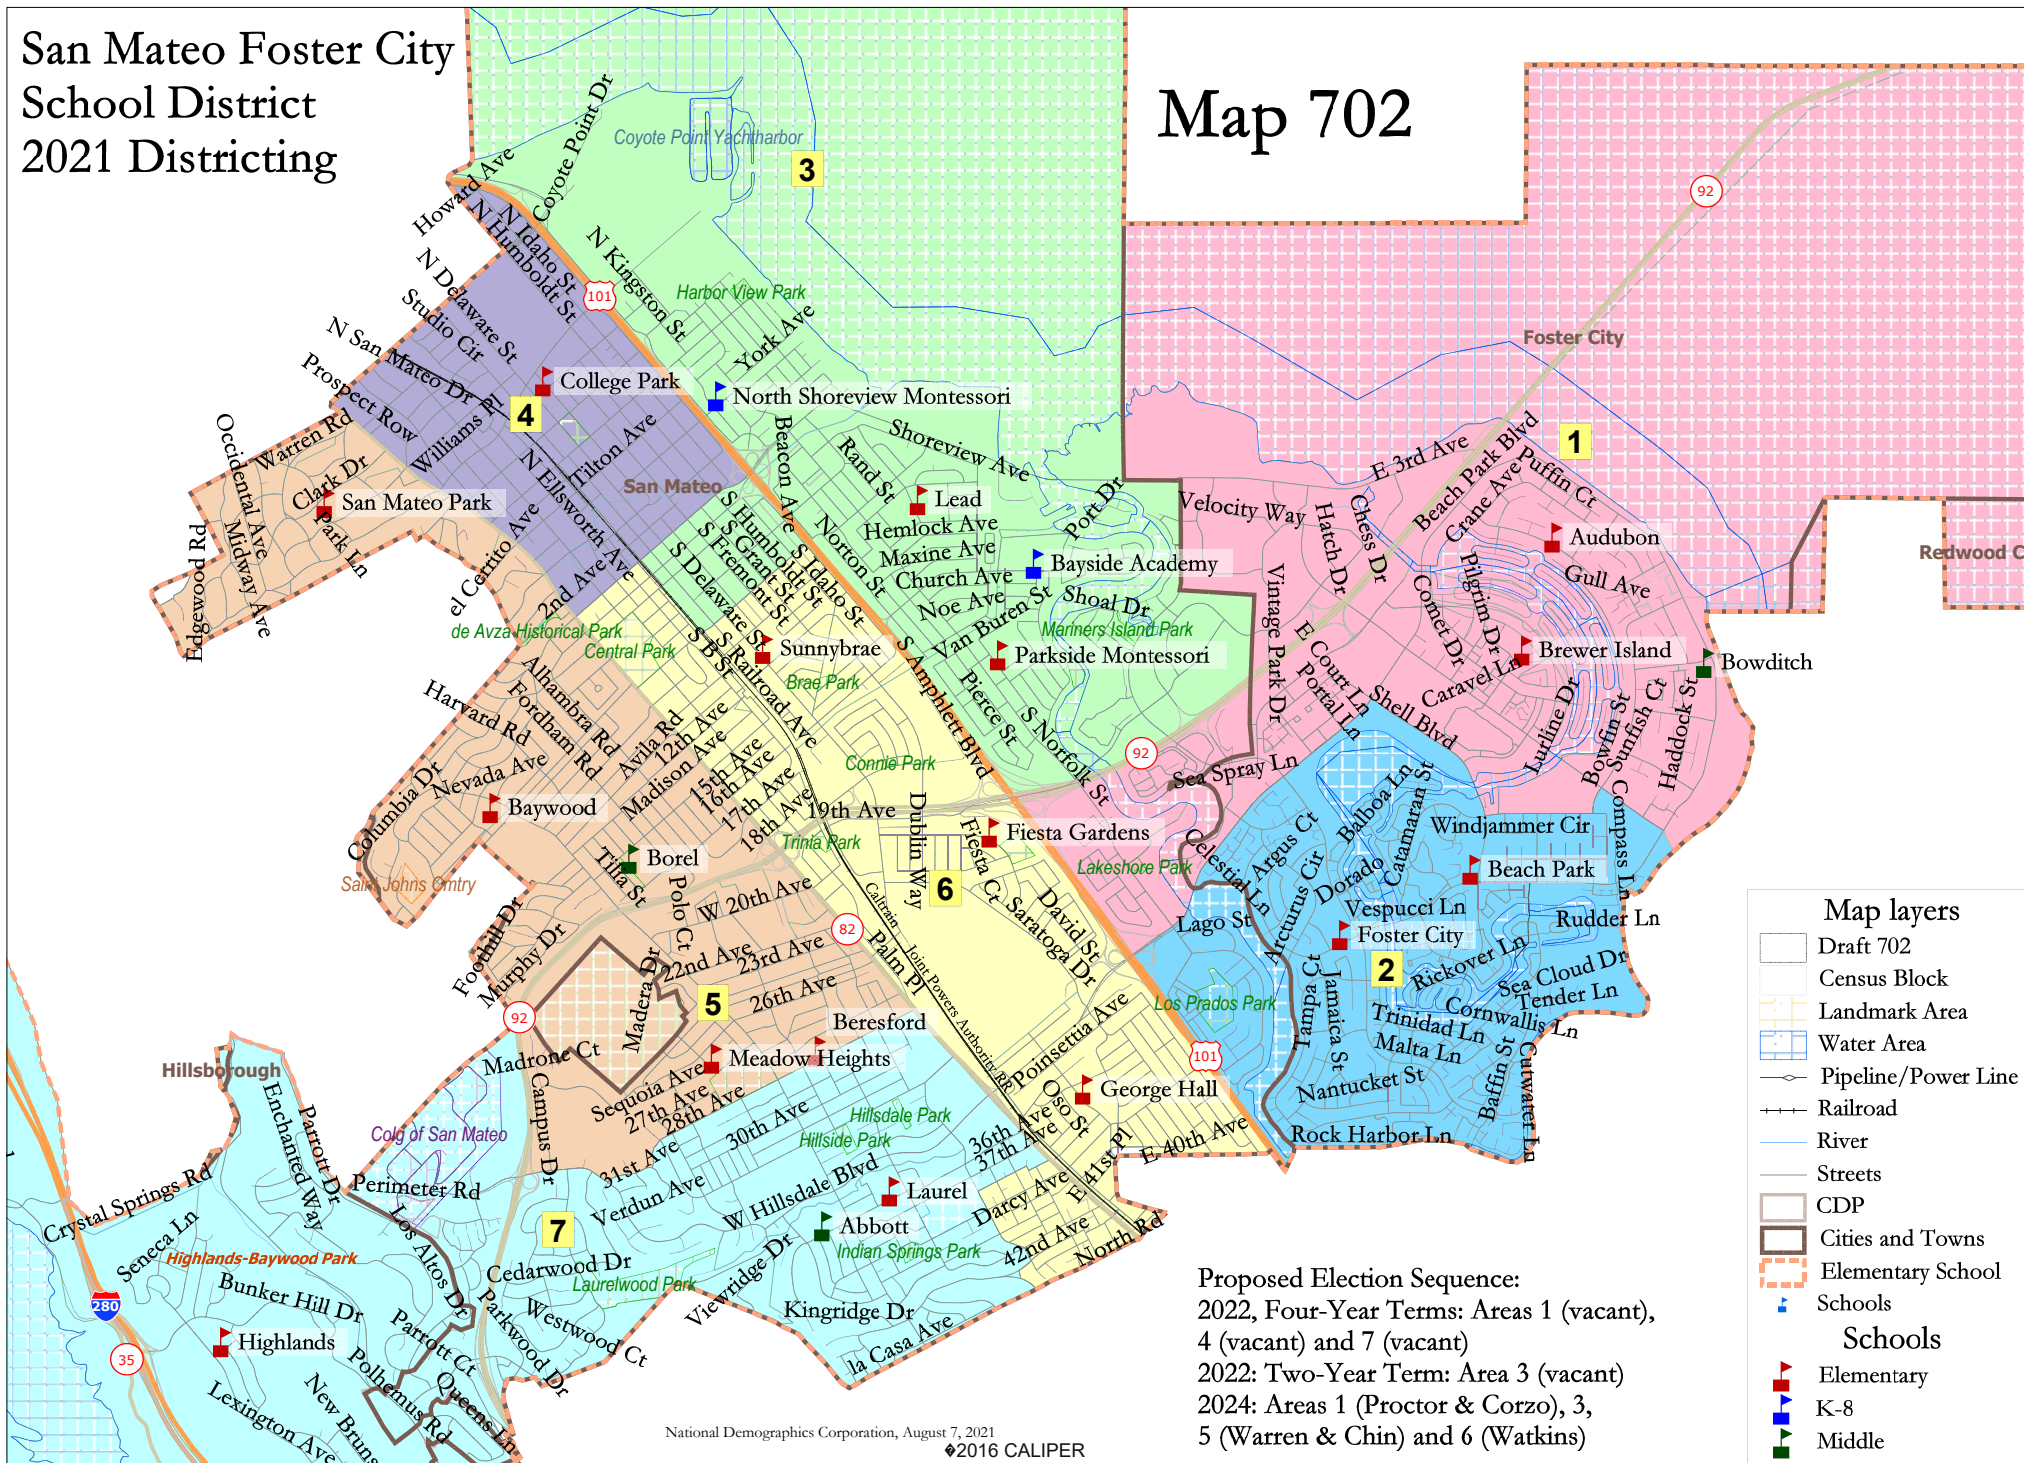 San Mateo Foster City
School District
2021 Districting
Map 702
Coyote Point Dr
Coyote Point Yachtharbor
3
92
Howard Ave
N Idaho St
N Humboldt St
N Kingston St
N Delaware St
Studio Cir
101
Harbor View Park
York Ave
Foster City
N San Mateo Dr
Prospect Row
College Park
North Shoreview Montessori
4
Williams Pl
Tilton Ave
Beacon Ave
Shoreview Ave
Rand St
E 3rd Ave
Beach Park Blvd
1
Puffin Ct
Crane Ave
Occidental Ave
Warren Rd
Clark Dr
San Mateo Park
Park Ln
Midway Ave
Edgewood Rd
N Ellsworth Ave
San Mateo
el Cerrito Ave
2nd Ave
S Humboldt St
S Grant St
S Fremont St
S Delaware St
S Idaho St
Norton St
Lead
Hemlock Ave
Maxine Ave
Church Ave
Noe Ave
Van Buren St
Port Dr
Bayside Academy
Shoal Dr
Mariners Island Park
Parkside Montessori
Velocity Way
Hatch Dr
Chess Dr
Vintage Park Dr
Audubon
Gull Ave
Pilgrim Dr
Comet Dr
Redwood C
Brewer Island
Bowditch
Caravel Ln
E Court Ln
Portal Ln
Shell Blvd
Lurline Dr
Bowfin St
Sunfish Ct
Haddock St
de Avza Historical Park
Central Park
S B St
S Railroad Ave
Sunnybrae
Brae Park
S Amphlett Blvd
Pierce St
S Norfolk St
92
Sea Spray Ln
Alhambra Rd
Fordham Rd
Harvard Rd
Nevada Ave
Columbia Dr
Avila Rd
12th Ave
Madison Ave
15th Ave
16th Ave
17th Ave
18th Ave
19th Ave
Connie Park
Trinta Park
Dublin Way
Fiesta Ct
Fiesta Gardens
Lakeshore Park
Baywood
Borel
Tilia St
Polo Ct
Saint Johns Cmtry
Foothill Dr
Murphy Dr
W 20th Ave
22nd Ave
23rd Ave
26th Ave
82
6
Caltrain
Joint Powers Authority RR
Palm Pl
Saratoga Dr
David St
Celestial Ln
Argus Ct
Balboa Ln
Catamaran St
Windjammer Cir
Compass Ln
Beach Park
Arcturus Cir
Dorado
Vespucci Ln
Lago St
Foster City
Rudder Ln
2
Rickover Ln
Sea Cloud Dr
Tender Ln
Cornwallis Ln
Trinidad Ln
Malta Ln
Los Prados Park
Tampa Ct
Jamaica St
Nantucket St
Baffin St
Cutwater Ln
Rock Harbor Ln
101
92
Madera Dr
5
Beresford
Meadow Heights
Madrone Ct
Campus Dr
Sequoia Ave
27th Ave
28th Ave
30th Ave
31st Ave
Hillsdale Park
Hillside Park
Poinsettia Ave
Oso St
George Hall
36th Ave
37th Ave
E 41st Pl
E 40th Ave
Hillsborough
Enchanted Way
Parrott Dr
Colg of San Mateo
Perimeter Rd
Verdun Ave
W Hillsdale Blvd
Laurel
Abbott
Indian Springs Park
Darcy Ave
42nd Ave
North Rd
Crystal Springs Rd
Seneca Ln
Highlands-Baywood Park
Los Altos Dr
7
Cedarwood Dr
Laurelwood Park
Viewridge Dr
Kingridge Dr
la Casa Ave
Bunker Hill Dr
Parrott Ct
Parkwood Dr
Westwood Ct
280
35
Highlands
Polhemus Rd
Queens Ln
Lexington Ave
New Bruns
Map layers
Draft 702
Census Block
Landmark Area
Water Area
Pipeline/Power Line
Railroad
River
Streets
CDP
Cities and Towns
Elementary School
Schools
Schools
Elementary
K-8
Middle
Proposed Election Sequence:
2022, Four-Year Terms: Areas 1 (vacant),
4 (vacant) and 7 (vacant)
2022: Two-Year Term: Area 3 (vacant)
2024: Areas 1 (Proctor & Corzo), 3,
5 (Warren & Chin) and 6 (Watkins)
National Demographics Corporation, August 7, 2021
�2016 CALIPER